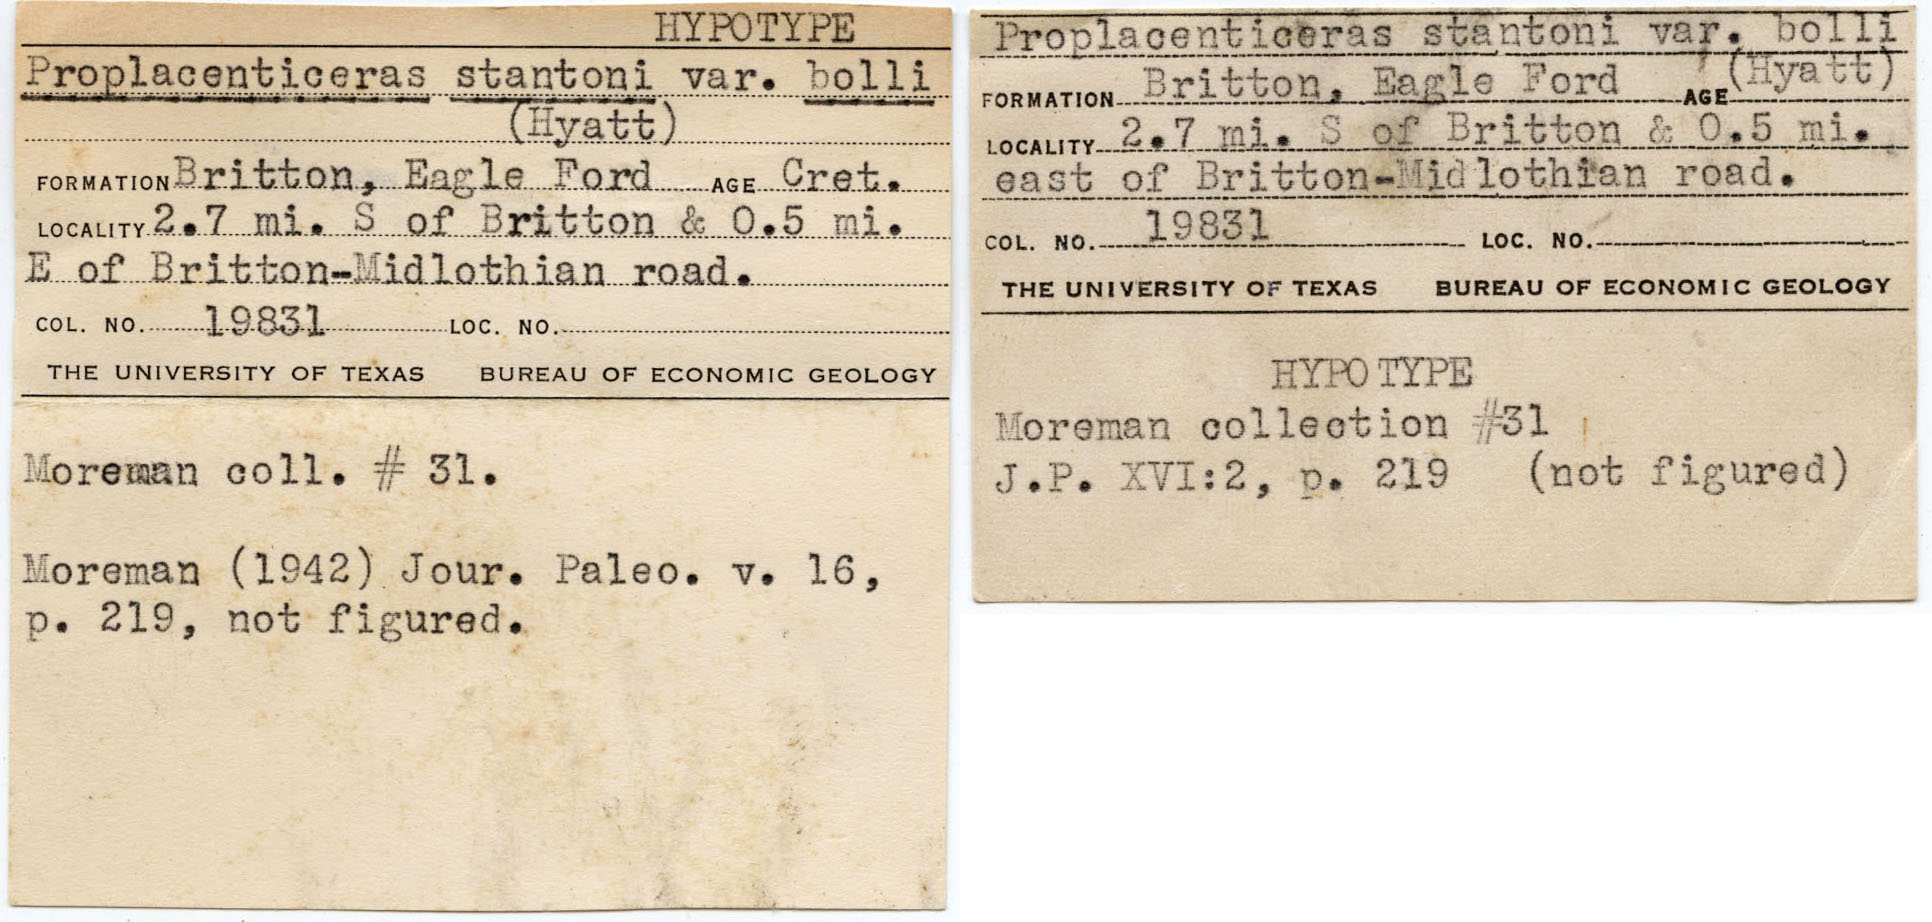 HYPOTYPE
Proplacenticeras stantoni var. bolli
(Hyatt)
FORMATION Britton, Eagle Ford AGE Cret.
LOCALITY 2.7 mi. S of Britton & 0.5 mi.
E of Britton-Midlothian road.
COL. NO. 19831 LOC. NO.
THE UNIVERSITY OF TEXAS BUREAU OF ECONOMIC GEOLOGY
Moreman coll. # 31.
Moreman (1942) Jour. Paleo. v. 16,
p. 219, not figured.
Proplacenticeras stantoni var. bolli
(Hyatt)
FORMATION Britton, Eagle Ford AGE
LOCALITY 2.7 mi. S of Britton & 0.5 mi.
east of Britton-Midlothian road.
COL. NO. 19831 LOC. NO.
THE UNIVERSITY OF TEXAS BUREAU OF ECONOMIC GEOLOGY
HYPOTYPE
Moreman collection #31
J.P. XVI:2, p. 219 (not figured)